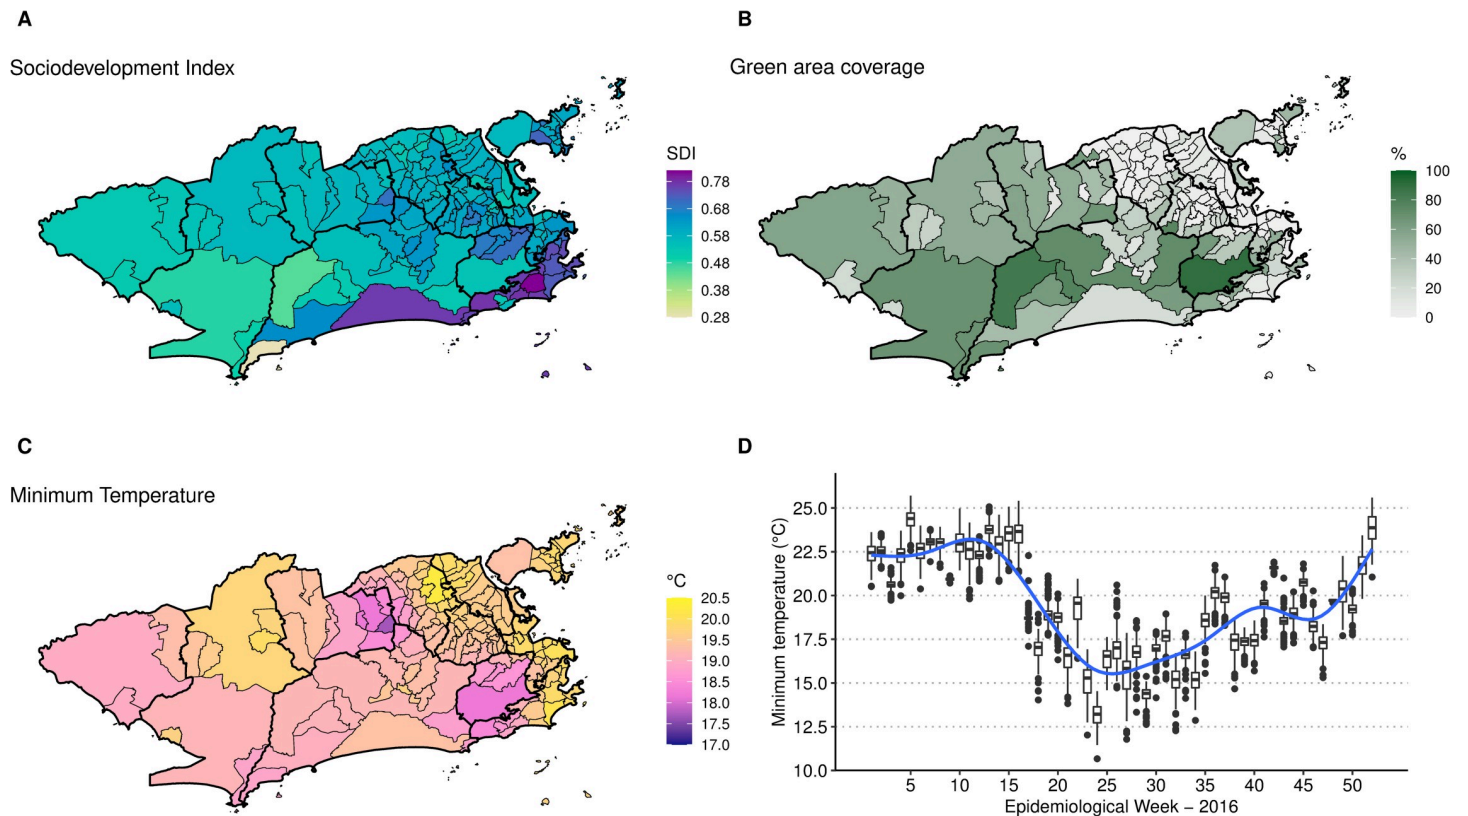 A
Sociodevelopment Index
SDI
0.78
0.68
0.58
0.48
0.38
0.28
B
Green area coverage
%
100
80
60
40
20
0
C
Minimum Temperature
°C
20.5
20.0
19.5
19.0
18.5
18.0
17.5
17.0
D
Minimum temperature (°C)
25.0
22.5
20.0
17.5
15.0
12.5
10.0
5 10 15 20 25 30 35 40 45 50
Epidemiological Week – 2016